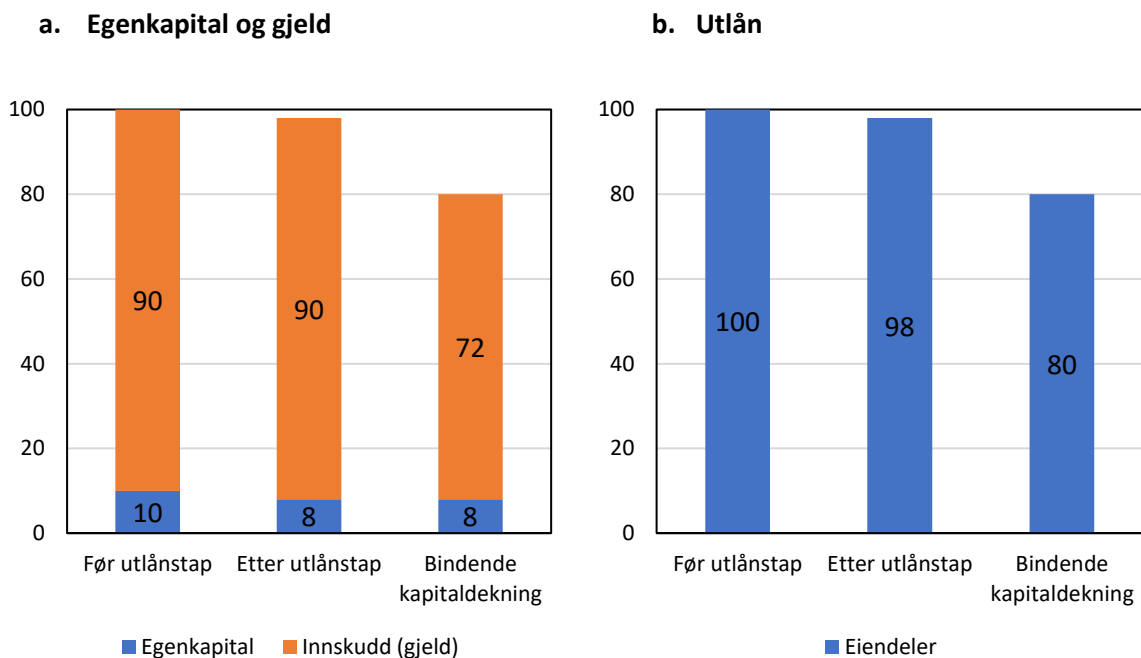 a. Egenkapital og gjeld
100
80
60
40
20
0
90
90
72
10
8
8
Før utlånstap
Etter utlånstap
Bindende
kapitaldekning
Egenkapital
Innskudd (gjeld)
b. Utlån
100
80
60
40
20
0
100
98
80
Før utlånstap
Etter utlånstap
Bindende
kapitaldekning
Eiendeler